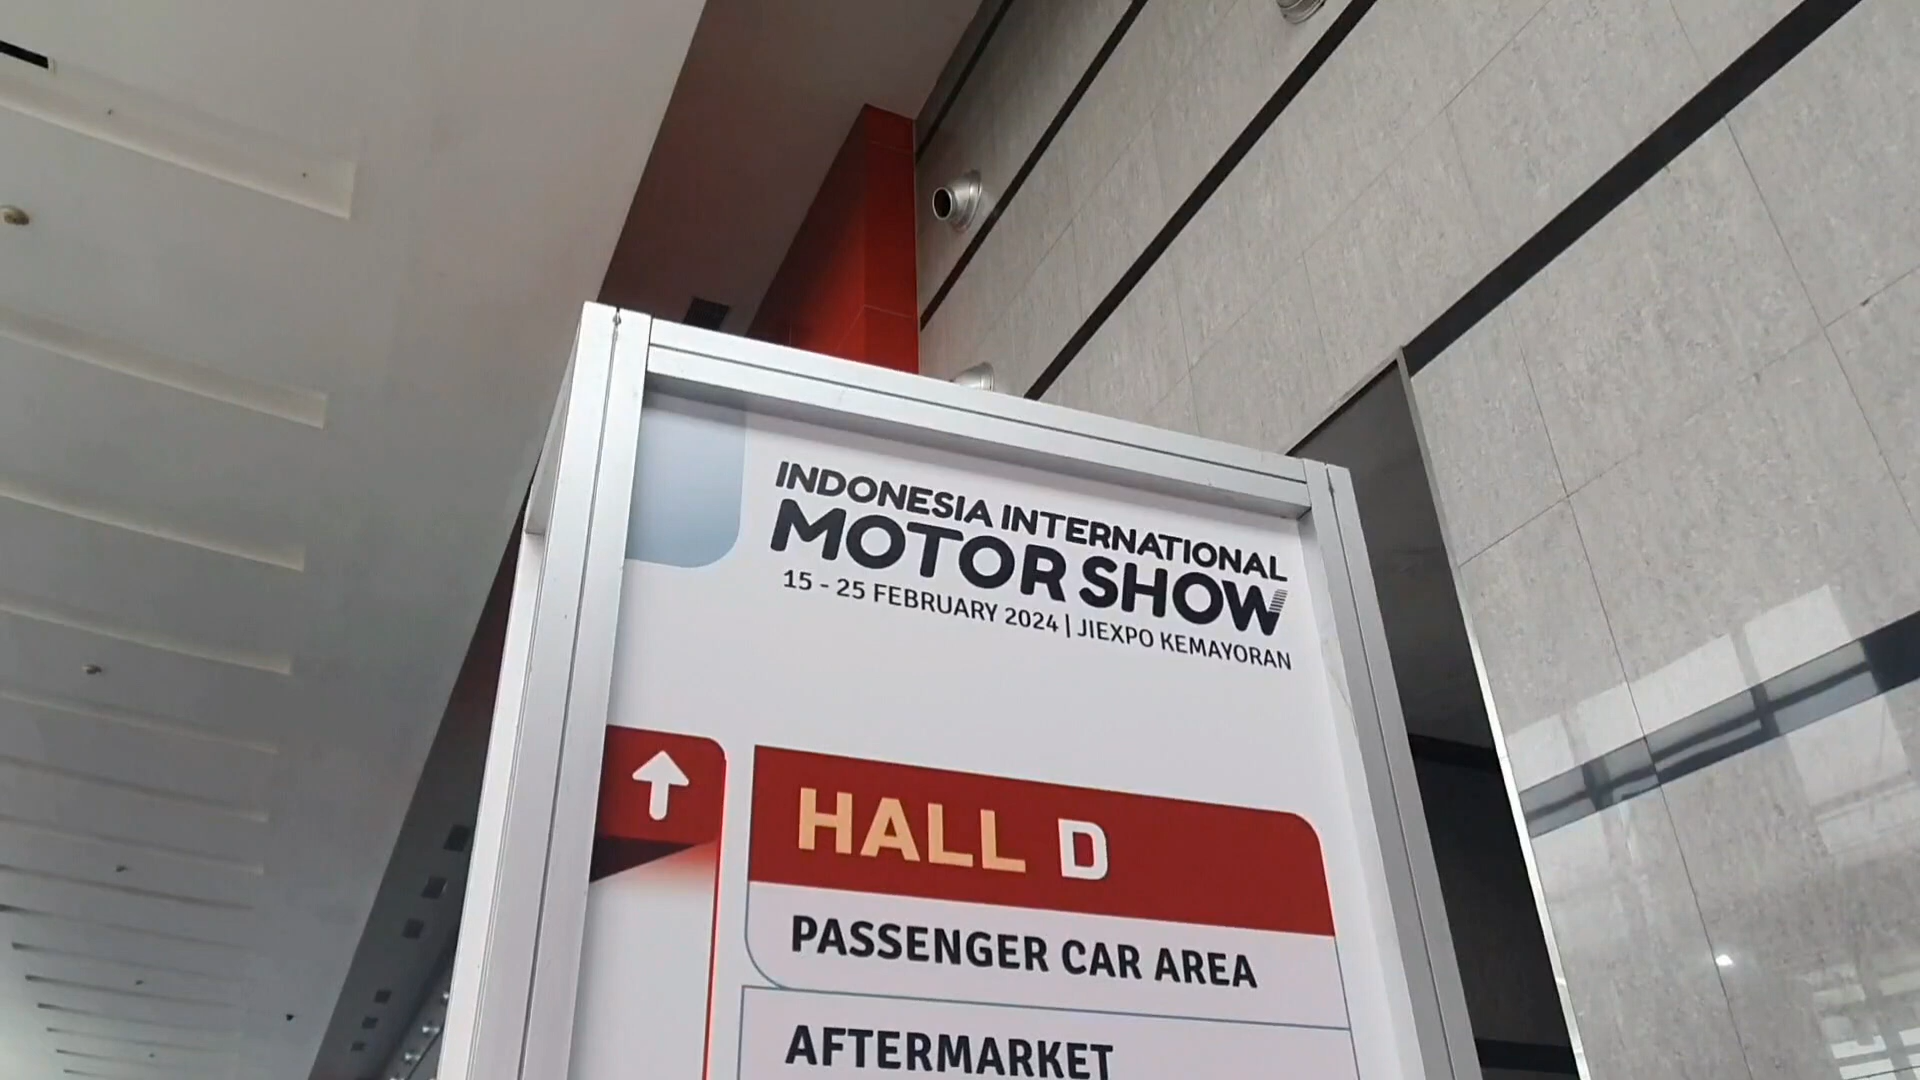 INDONESIA INTERNATIONAL
MOTOR SHOW
15 - 25 FEBRUARY 2024 | JIEXPO KEMAYORAN
HALL D
PASSENGER CAR AREA
AFTERMARKET